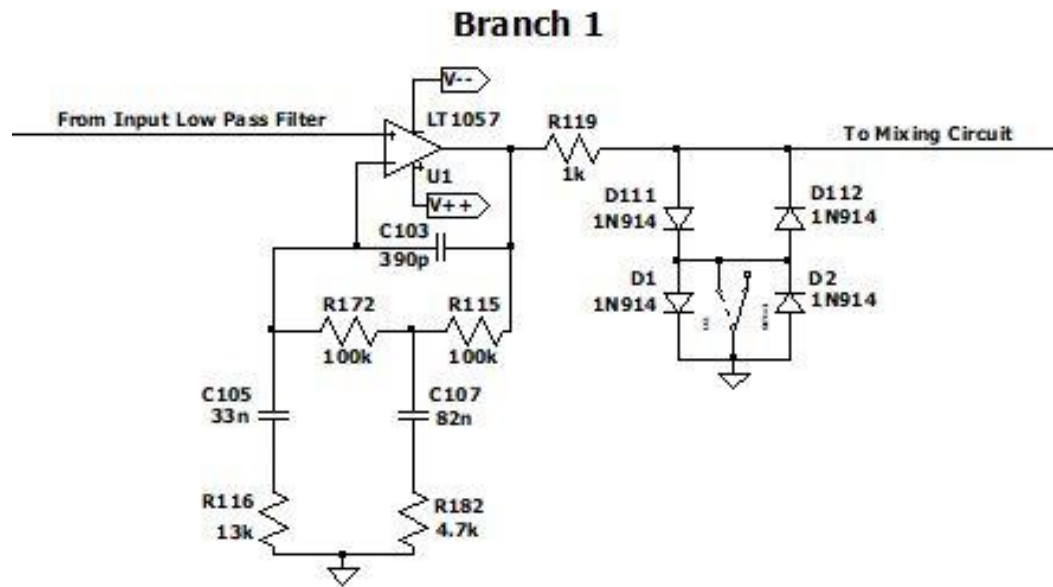 Branch 1
V--
From Input Low Pass Filter
LT1057
R119
To Mixing Circuit
1k
U1
V++
D111
1N914
D112
1N914
C103
390p
D1
1N914
D2
1N914
R172
100k
R115
100k
C105
33n
C107
82n
R116
13k
R182
4.7k